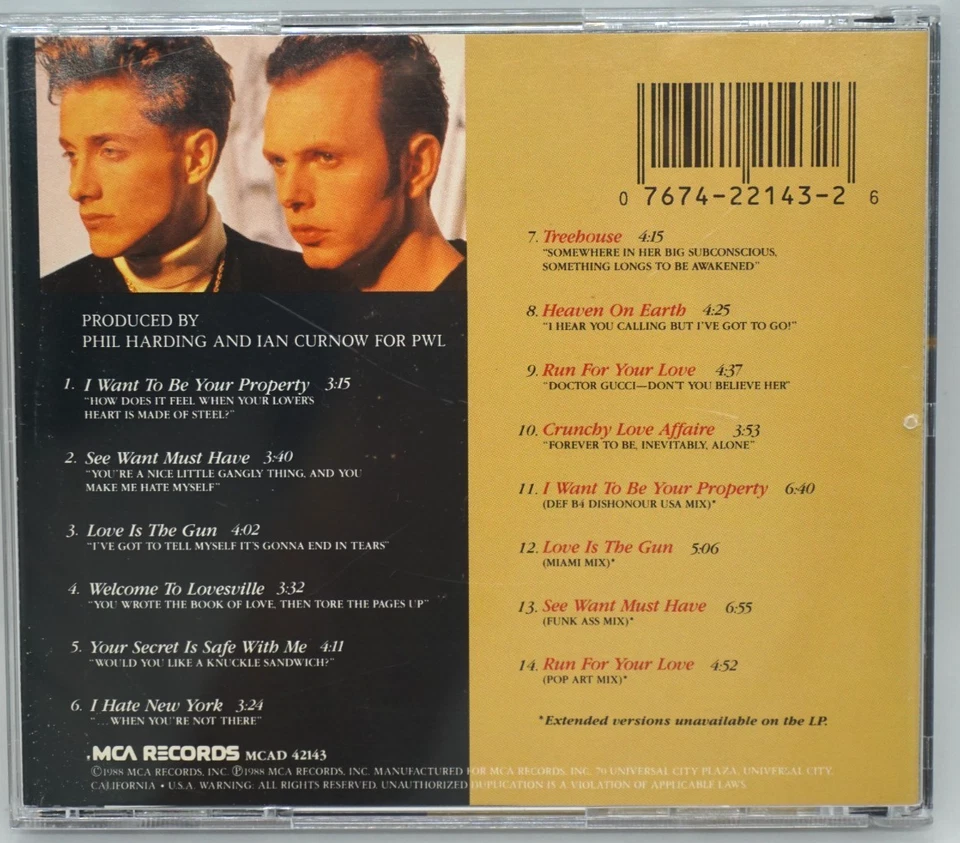 PRODUCED BY
PHIL HARDING AND IAN CURNOW FOR PWL
1. I Want To Be Your Property 3:15
"HOW DOES IT FEEL WHEN YOUR LOVER'S
HEART IS MADE OF STEEL?"
2. See Want Must Have 3:40
"YOU'RE A NICE LITTLE GANGLY THING, AND YOU
MAKE ME HATE MYSELF"
3. Love Is The Gun 4:02
"I'VE GOT TO TELL MYSELF IT'S GONNA END IN TEARS"
4. Welcome To Lovesville 3:32
"YOU WROTE THE BOOK OF LOVE, THEN TORE THE PAGES UP"
5. Your Secret Is Safe With Me 4:11
"WOULD YOU LIKE A KNUCKLE SANDWICH?"
6. I Hate New York 3:24
"...WHEN YOU'RE NOT THERE"
0 7674-22143-2 6
7. Treehouse 4:15
"SOMEWHERE IN HER BIG SUBCONSCIOUS,
SOMETHING LONGS TO BE AWAKENED"
8. Heaven On Earth 4:25
"I HEAR YOU CALLING BUT I'VE GOT TO GO!"
9. Run For Your Love 4:37
"DOCTOR GUCCI—DON'T YOU BELIEVE HER"
10. Crunchy Love Affaire 3:53
"FOREVER TO BE, INEVITABLY, ALONE"
11. I Want To Be Your Property 6:40
(DEF B4 DISHONOUR USA MIX)*
12. Love Is The Gun 5:06
(MIAMI MIX)*
13. See Want Must Have 6:55
(FUNK ASS MIX)*
14. Run For Your Love 4:52
(POP ART MIX)*
*Extended versions unavailable on the LP.
MCA RECORDS MCAD 42143
©1988 MCA RECORDS, INC. ℗1988 MCA RECORDS, INC. MANUFACTURED FOR MCA RECORDS, INC. 70 UNIVERSAL CITY PLAZA, UNIVERSAL CITY,
CALIFORNIA • U.S.A. WARNING: ALL RIGHTS RESERVED. UNAUTHORIZED DUPLICATION IS A VIOLATION OF APPLICABLE LAWS.